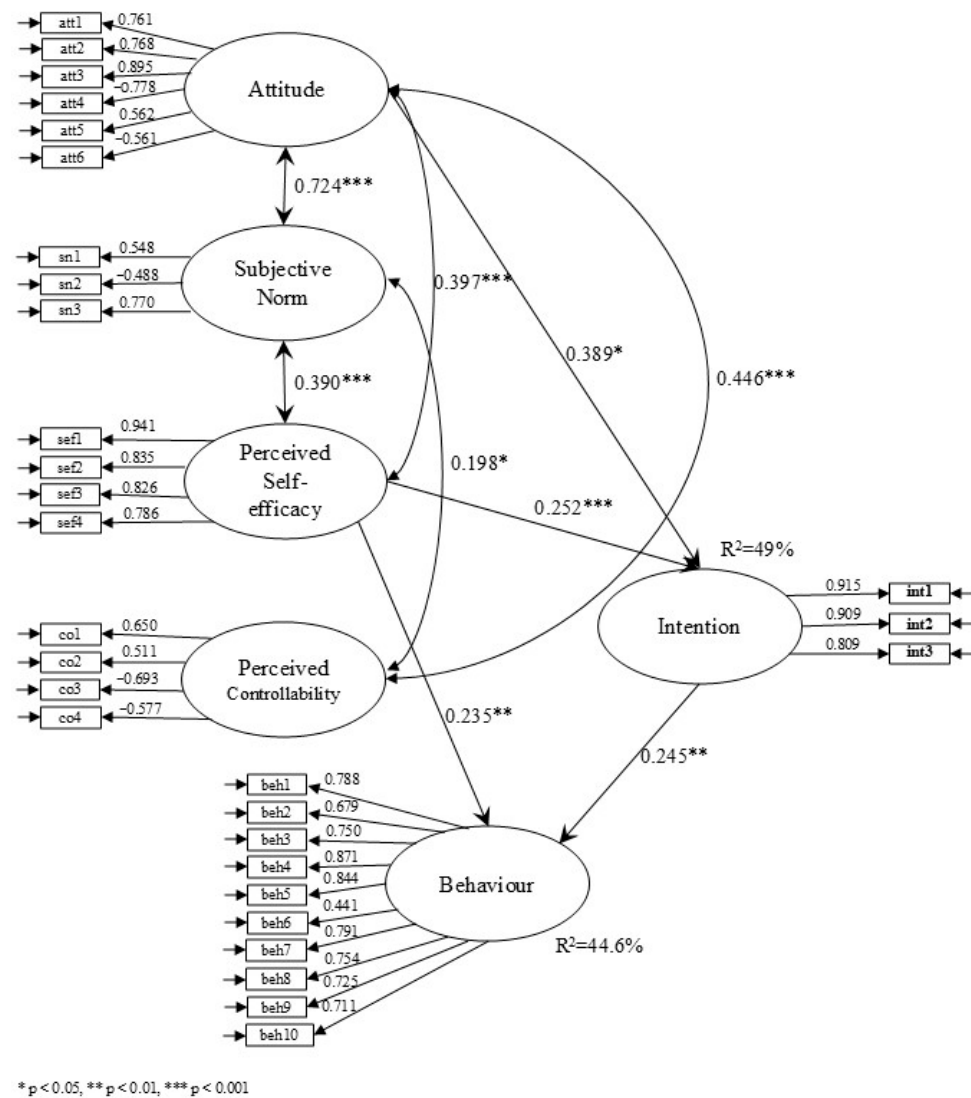 att1 0.761
att2 0.768
att3 0.895
att4 −0.778
att5 0.562
att6 −0.561
Attitude
0.724***
sn1 0.548
sn2 −0.488
sn3 0.770
Subjective
Norm
0.397***
0.389*
0.446***
0.390***
sef1 0.941
sef2 0.835
sef3 0.826
sef4 0.786
Perceived
Self-
efficacy
0.198*
0.252***
R²=49%
Intention
0.915 int1
0.909 int2
0.809 int3
co1 0.650
co2 0.511
co3 −0.693
co4 −0.577
Perceived
Controllability
0.235**
0.245**
beh1 0.788
beh2 0.679
beh3 0.750
beh4 0.871
beh5 0.844
beh6 0.441
beh7 0.791
beh8 0.754
beh9 0.725
beh10 0.711
Behaviour
R²=44.6%
* p < 0.05, ** p < 0.01, *** p < 0.001